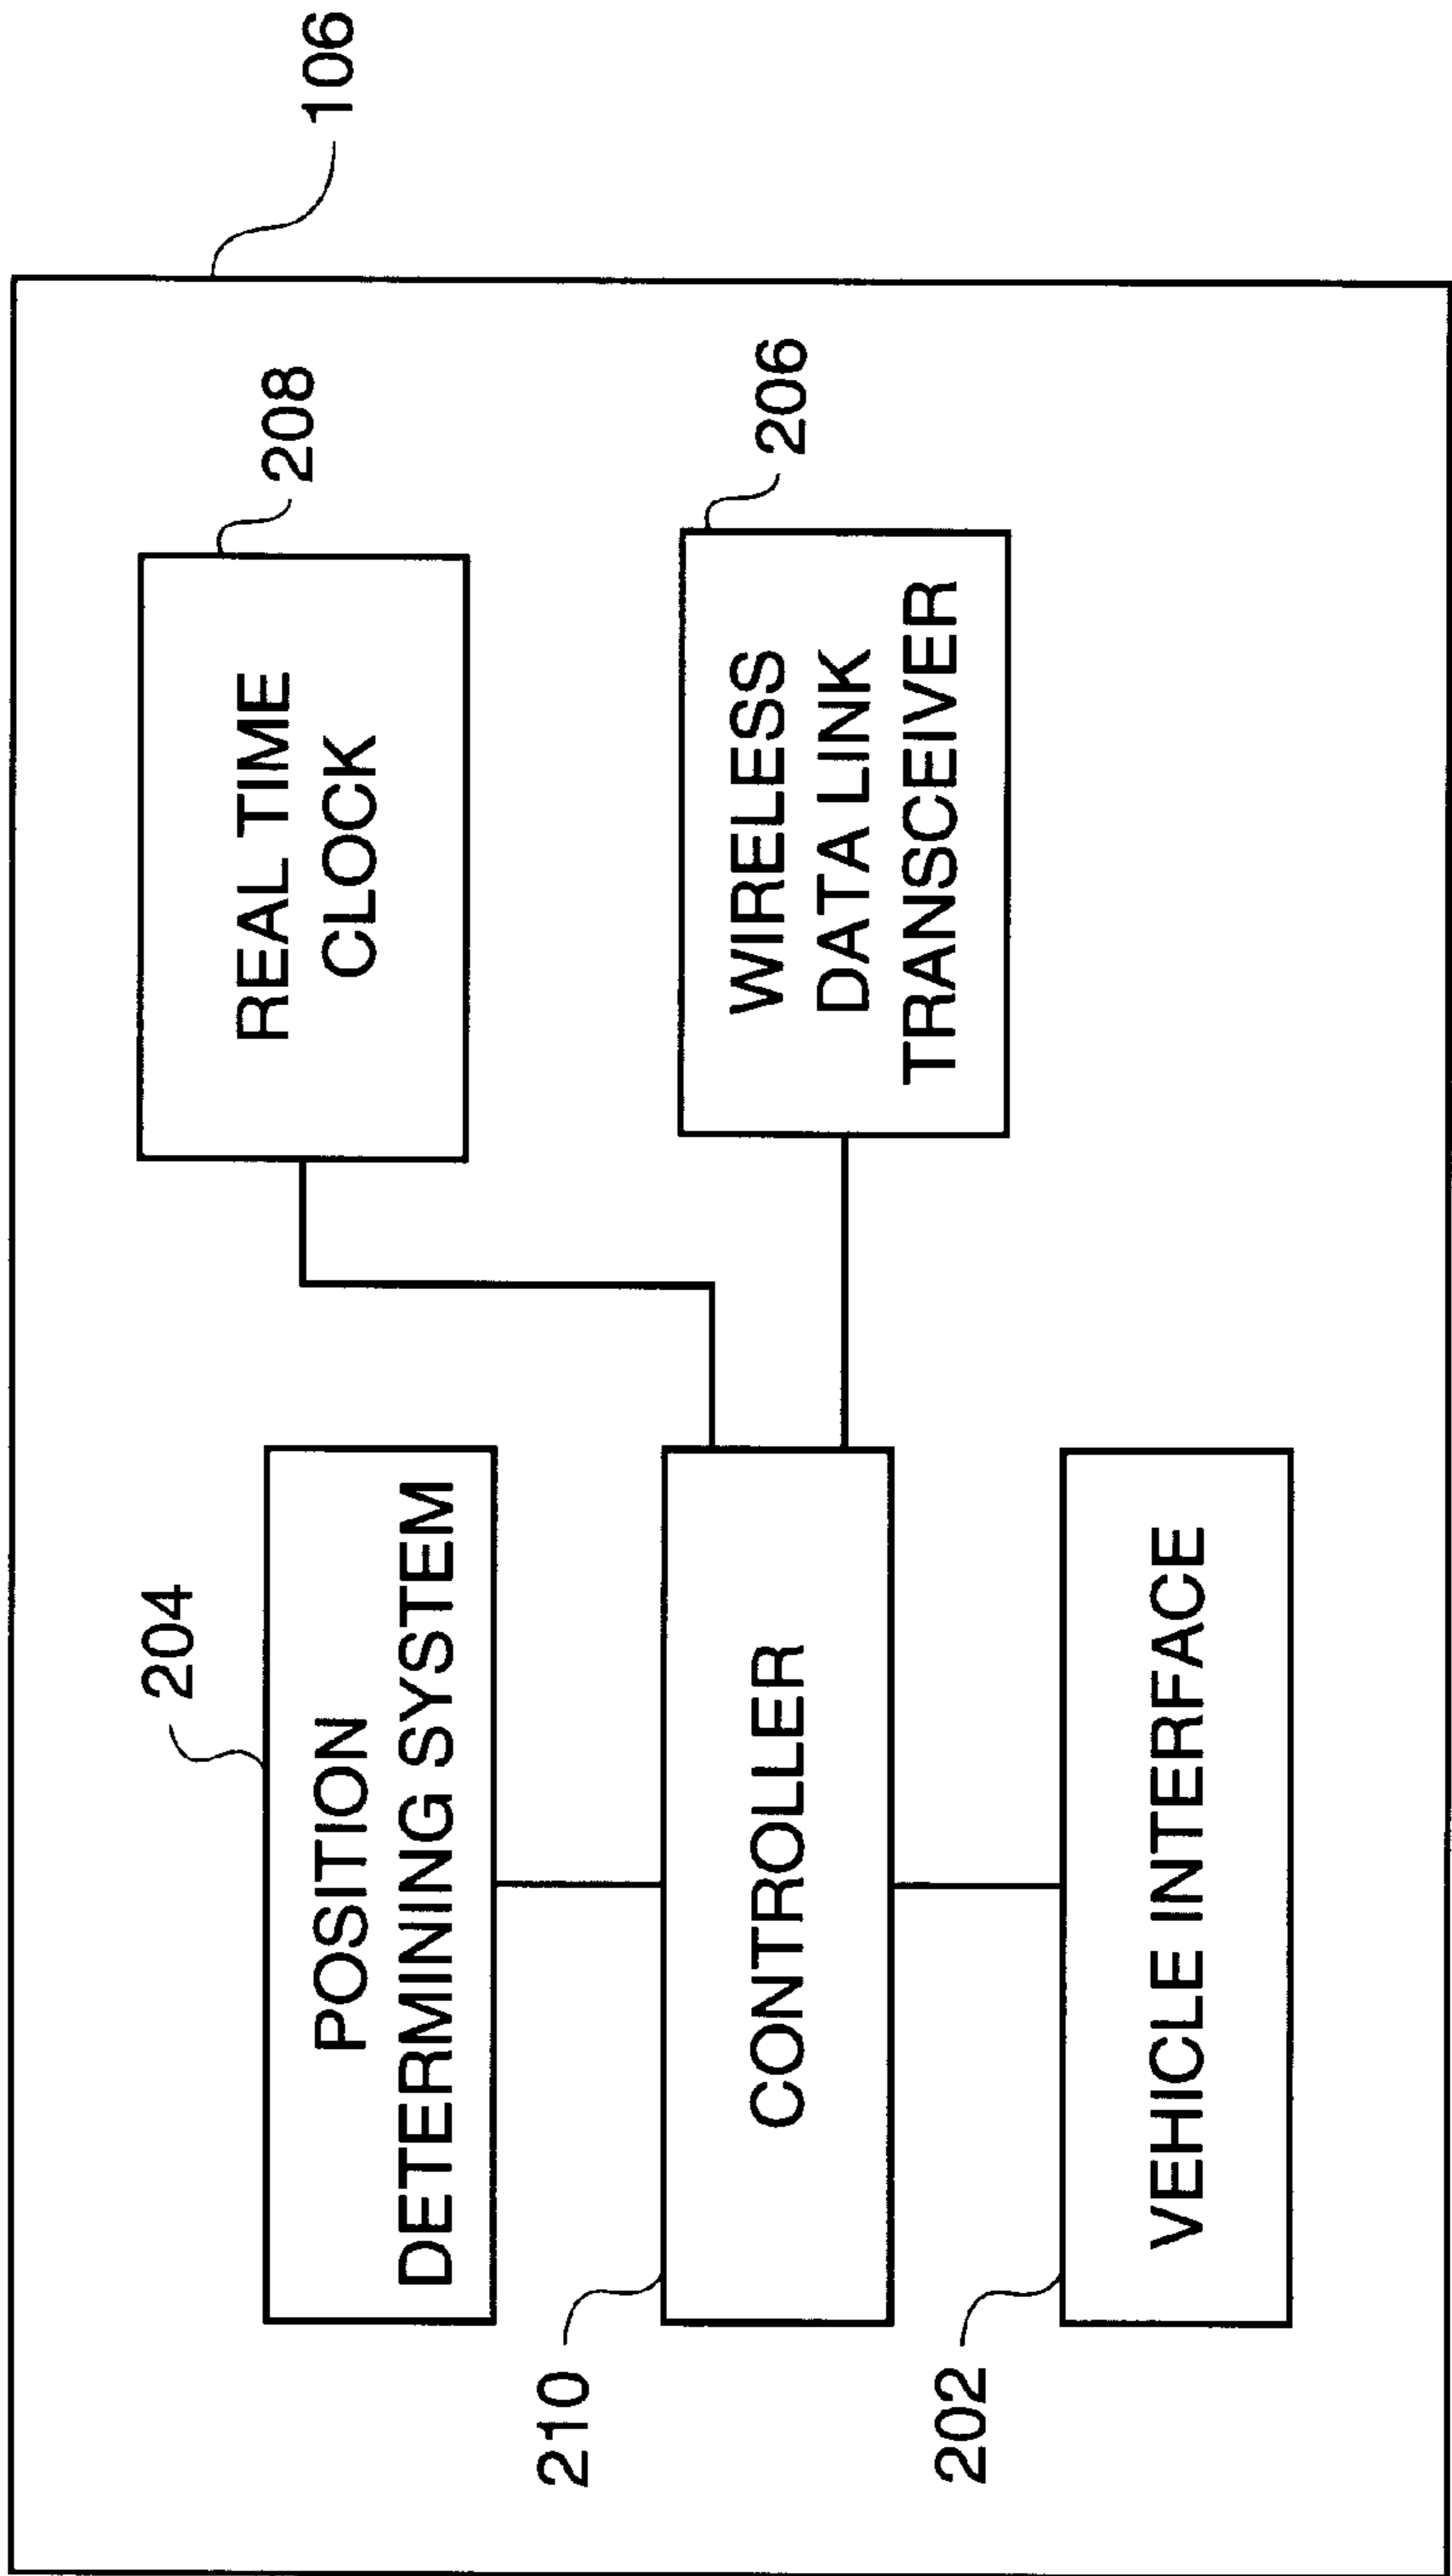 106
204
POSITION
DETERMINING SYSTEM
208
REAL TIME
CLOCK
210
CONTROLLER
206
WIRELESS
DATA LINK
TRANSCEIVER
202
VEHICLE INTERFACE